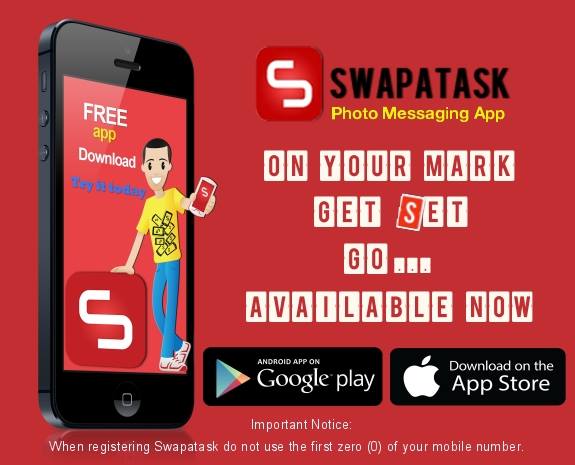 FREE
app
Download
Try it today
S
S
S
SWAPATASK
Photo Messaging App
ON YOUR MARK
GET SET
GO...
AVAILABLE NOW
ANDROID APP ON
Google play
Download on the
App Store
Important Notice:
When registering Swapatask do not use the first zero (0) of your mobile number.